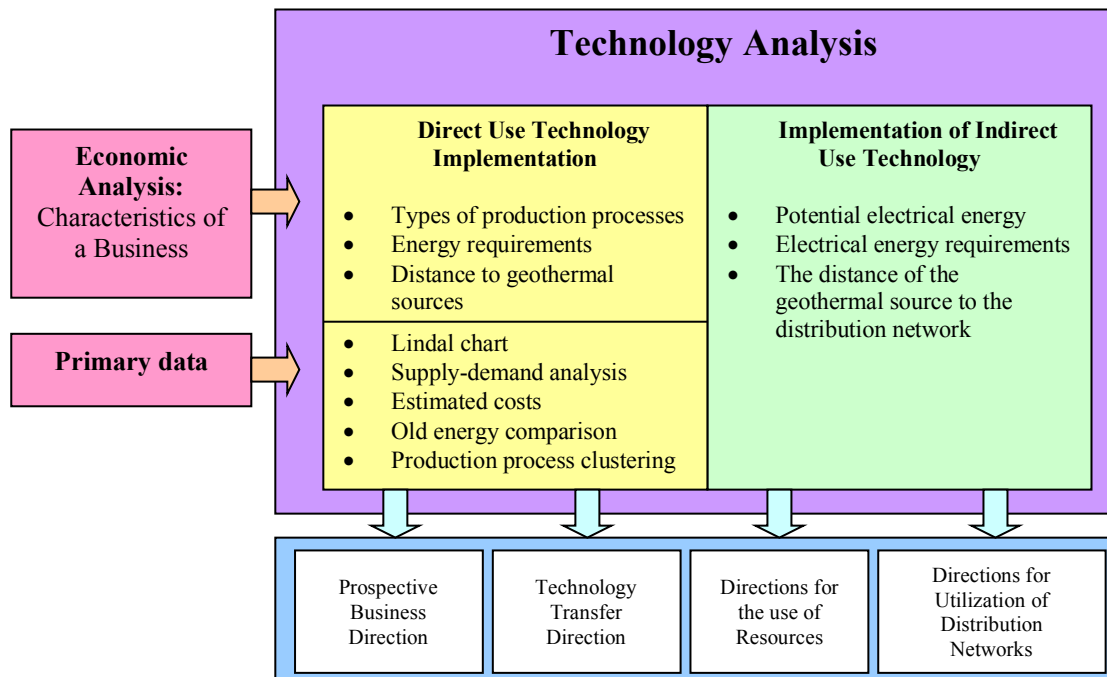 Technology Analysis
Economic
Analysis:
Characteristics of
a Business
Primary data
Direct Use Technology
Implementation
• Types of production processes
• Energy requirements
• Distance to geothermal
sources
• Lindal chart
• Supply-demand analysis
• Estimated costs
• Old energy comparison
• Production process clustering
Implementation of Indirect
Use Technology
• Potential electrical energy
• Electrical energy requirements
• The distance of the
geothermal source to the
distribution network
Prospective
Business
Direction
Technology
Transfer
Direction
Directions for
the use of
Resources
Directions for
Utilization of
Distribution
Networks